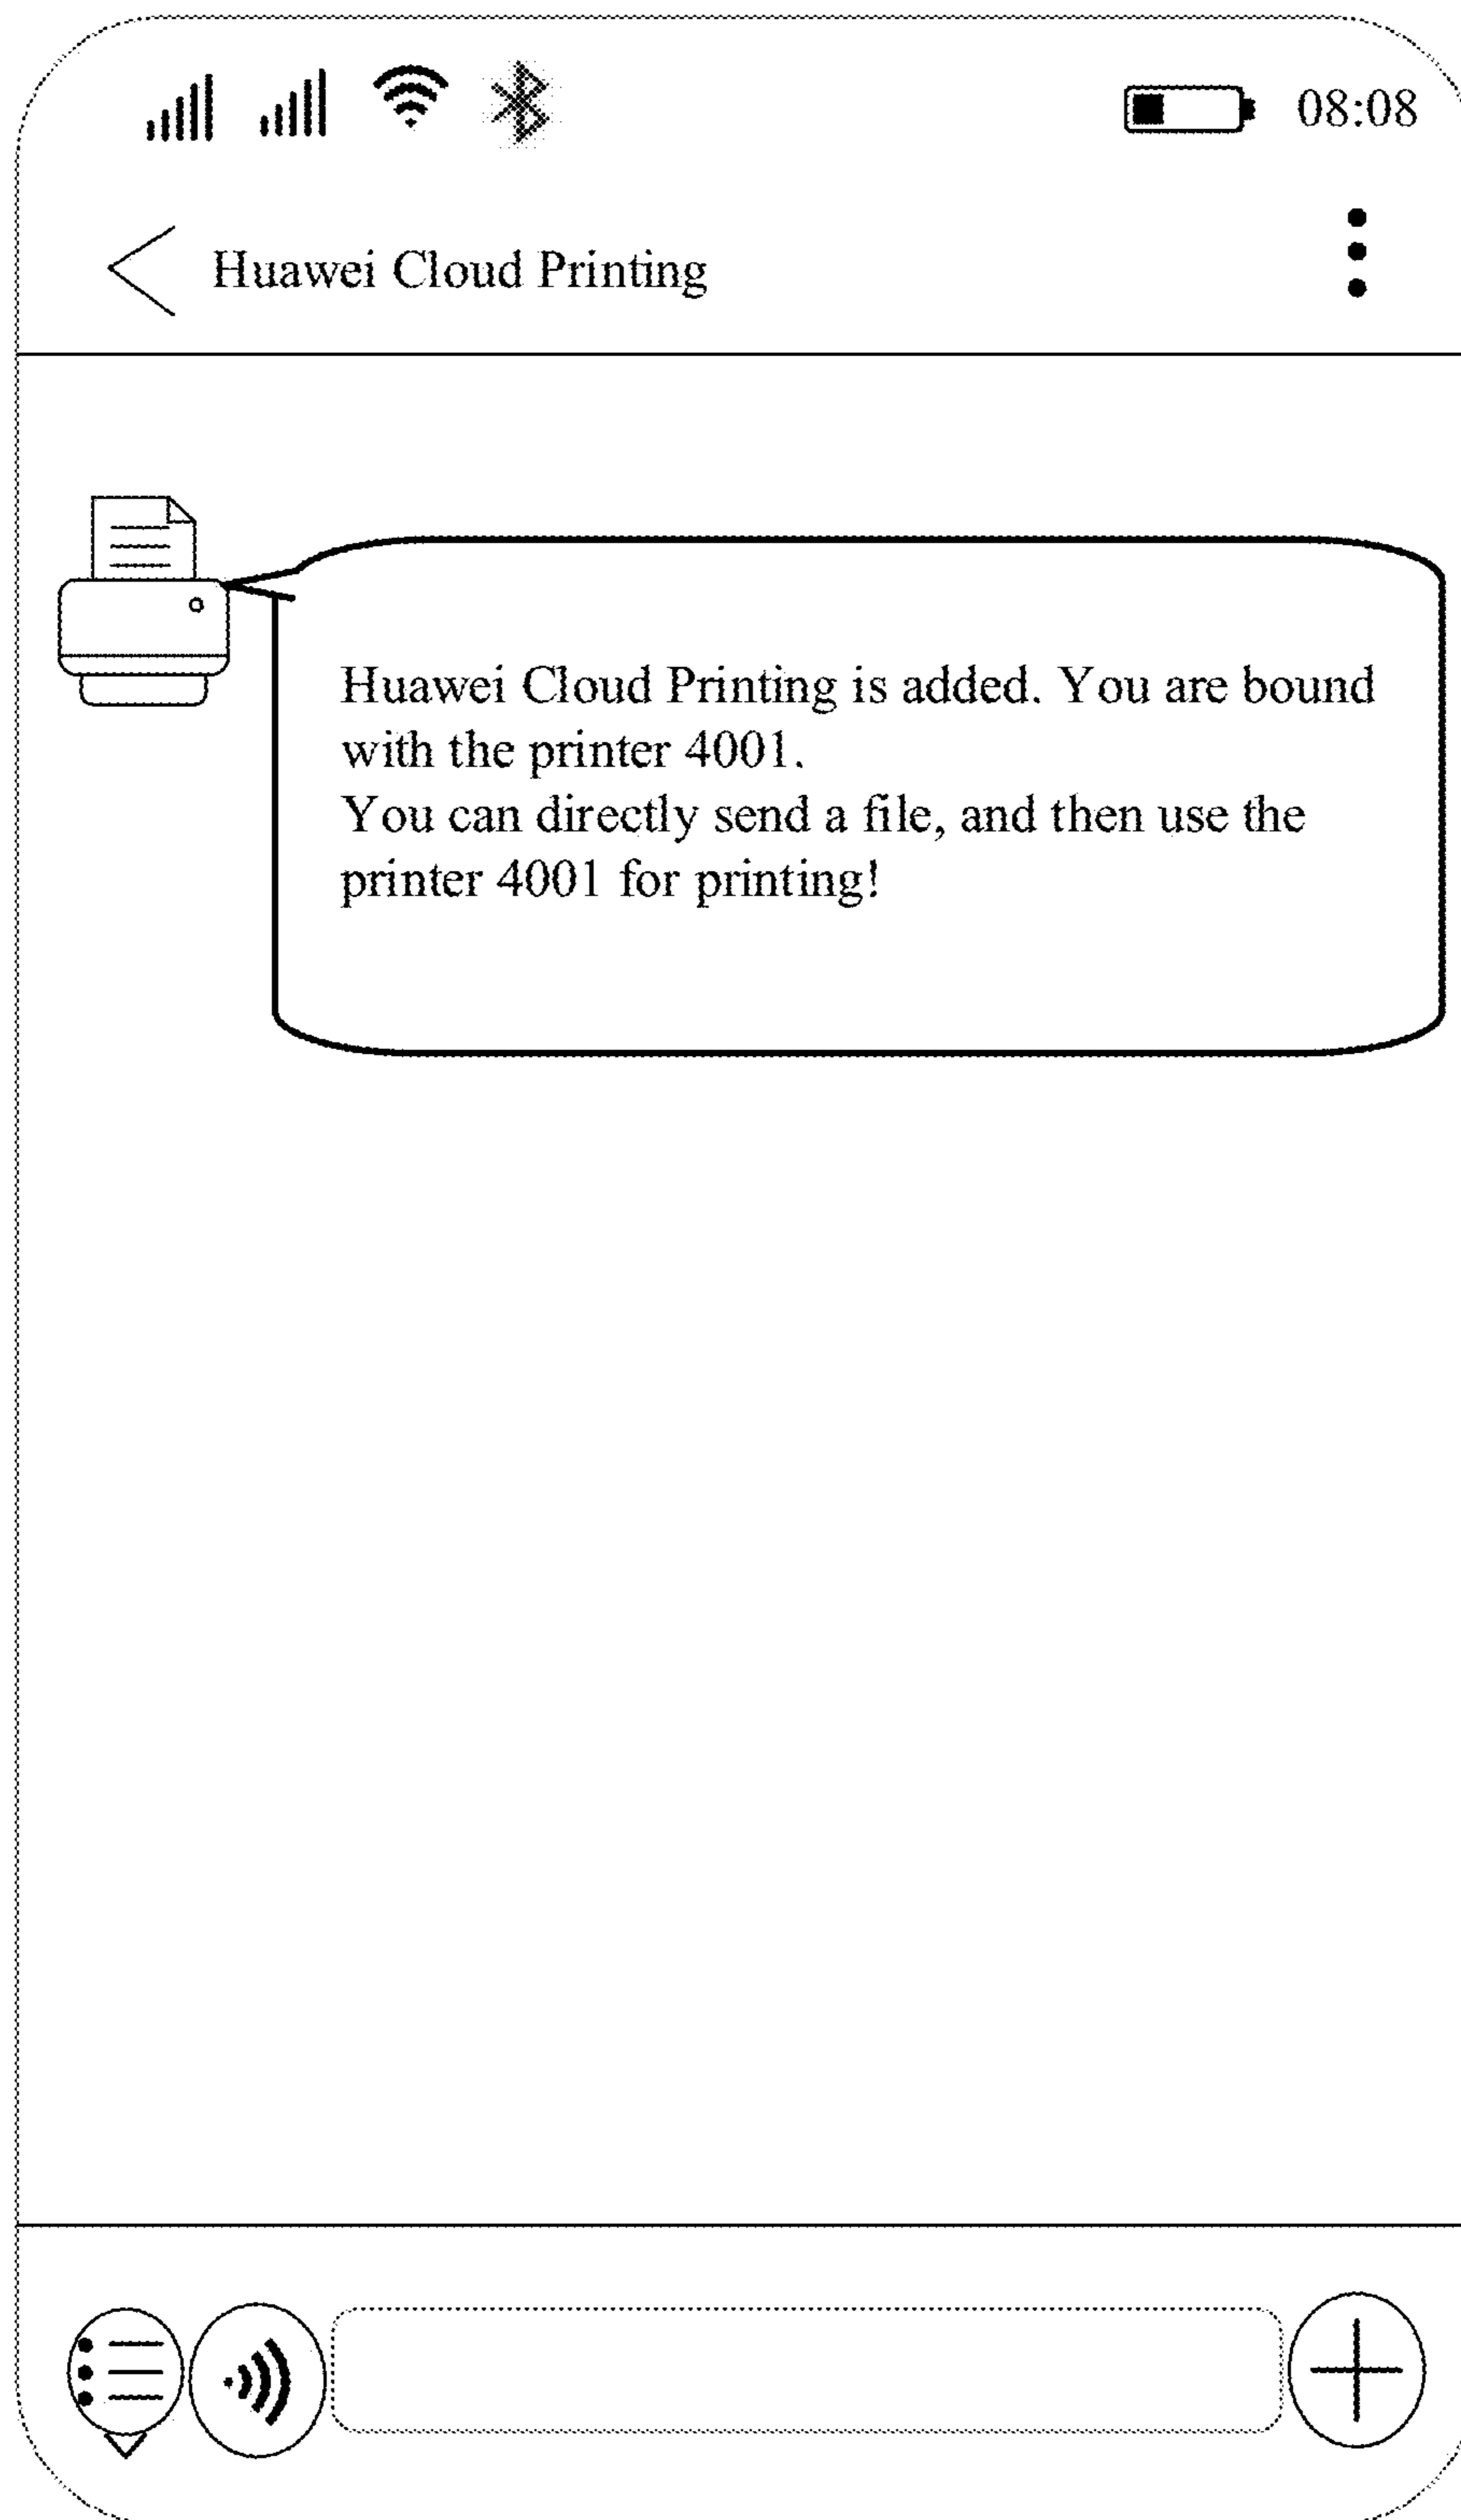 08:08
Huawei Cloud Printing
Huawei Cloud Printing is added. You are bound
with the printer 4001.
You can directly send a file, and then use the
printer 4001 for printing!